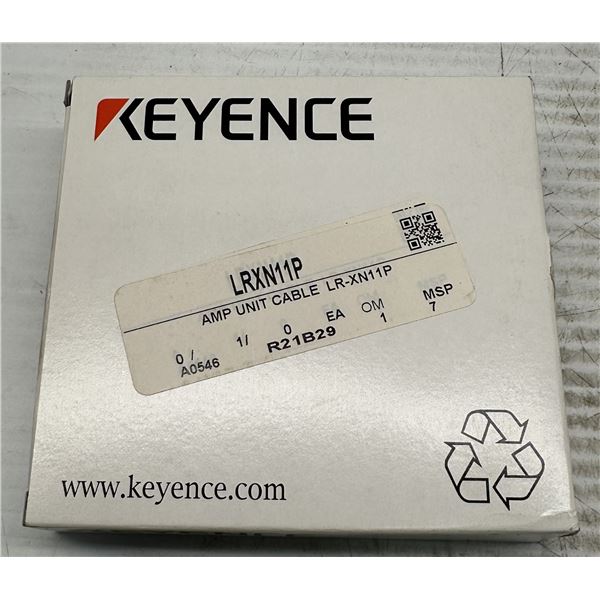 KEYENCE
LRXN11P
AMP UNIT CABLE LR-XN11P
0 / 1/ 0 EA OM MSP
A0546 R21B29 1 7
www.keyence.com